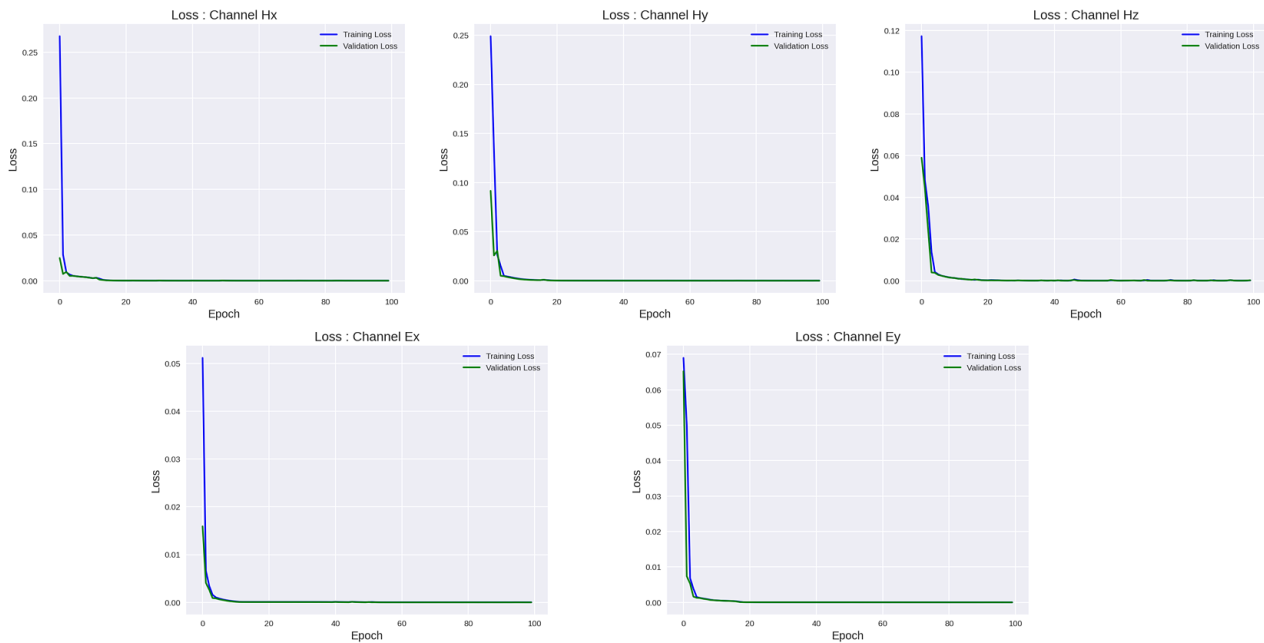 Loss : Channel Hx
Training Loss
Validation Loss
0.25
0.20
0.15
0.10
0.05
0.00
Loss
0 20 40 60 80 100
Epoch
Loss : Channel Hy
Training Loss
Validation Loss
0.25
0.20
0.15
0.10
0.05
0.00
Loss
0 20 40 60 80 100
Epoch
Loss : Channel Hz
Training Loss
Validation Loss
0.12
0.10
0.08
0.06
0.04
0.02
0.00
Loss
0 20 40 60 80 100
Epoch
Loss : Channel Ex
Training Loss
Validation Loss
0.05
0.04
0.03
0.02
0.01
0.00
Loss
0 20 40 60 80 100
Epoch
Loss : Channel Ey
Training Loss
Validation Loss
0.07
0.06
0.05
0.04
0.03
0.02
0.01
0.00
Loss
0 20 40 60 80 100
Epoch